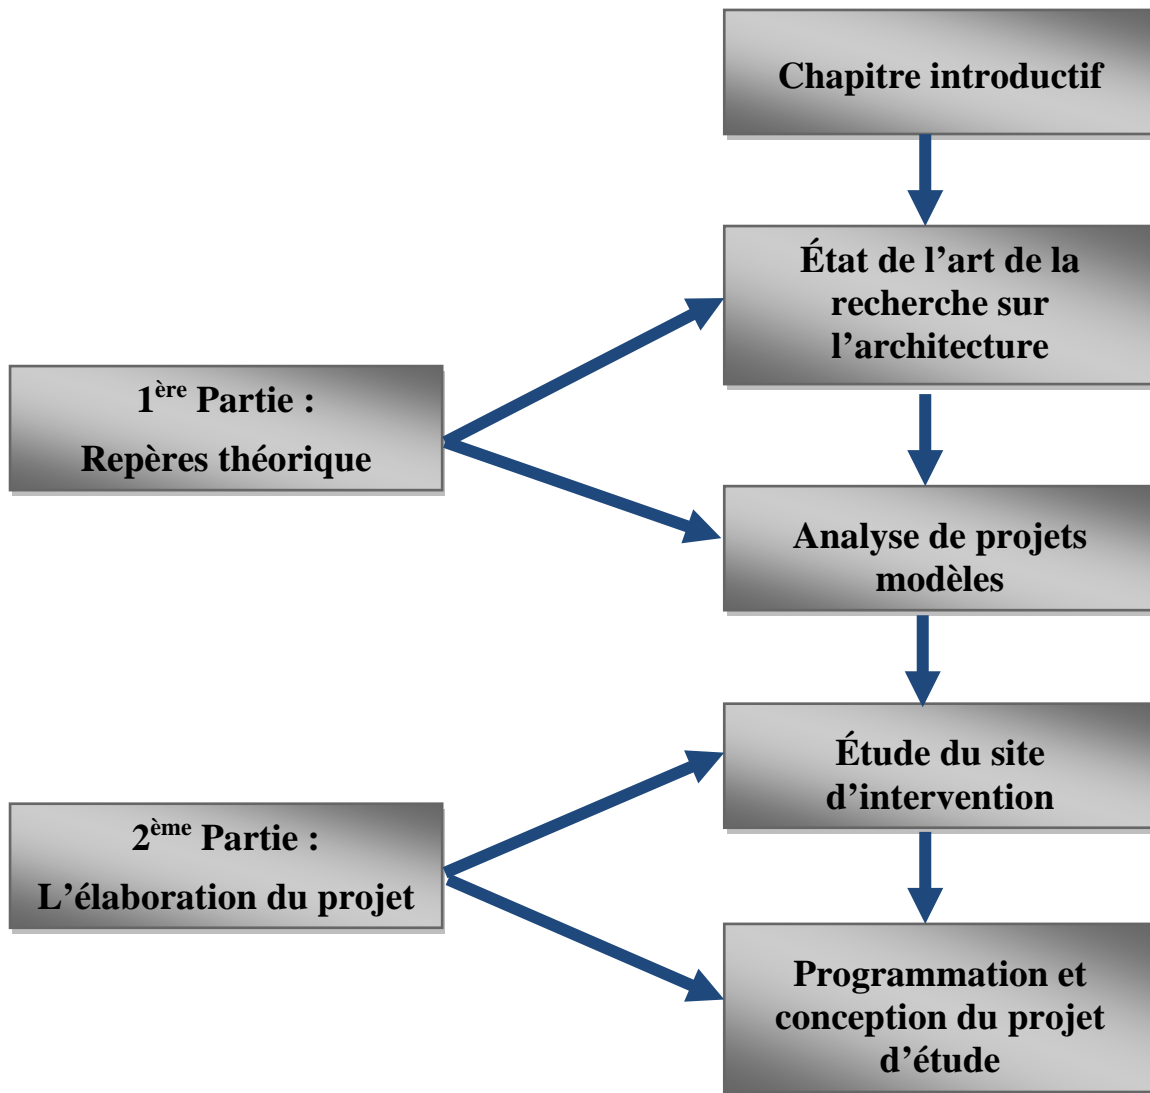 Chapitre introductif
État de l’art de la
recherche sur
l’architecture
1ère Partie :
Repères théorique
Analyse de projets
modèles
Étude du site
d’intervention
2ème Partie :
L’élaboration du projet
Programmation et
conception du projet
d’étude